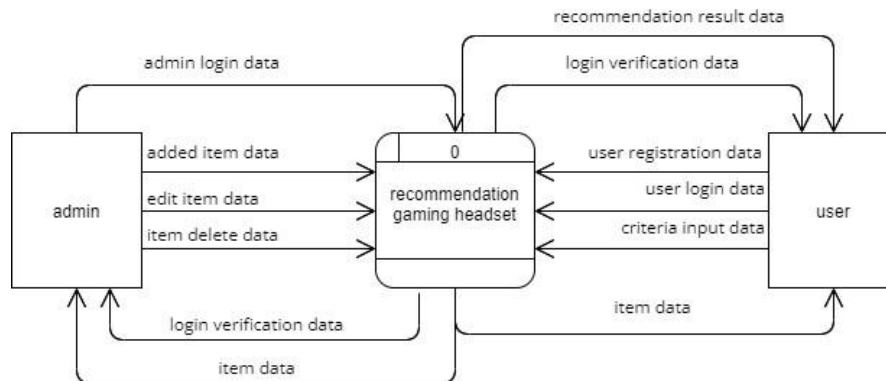 recommendation result data
admin login data
login verification data
0
added item data
user registration data
edit item data
recommendation
gaming headset
user login data
admin
user
item delete data
criteria input data
item data
login verification data
item data